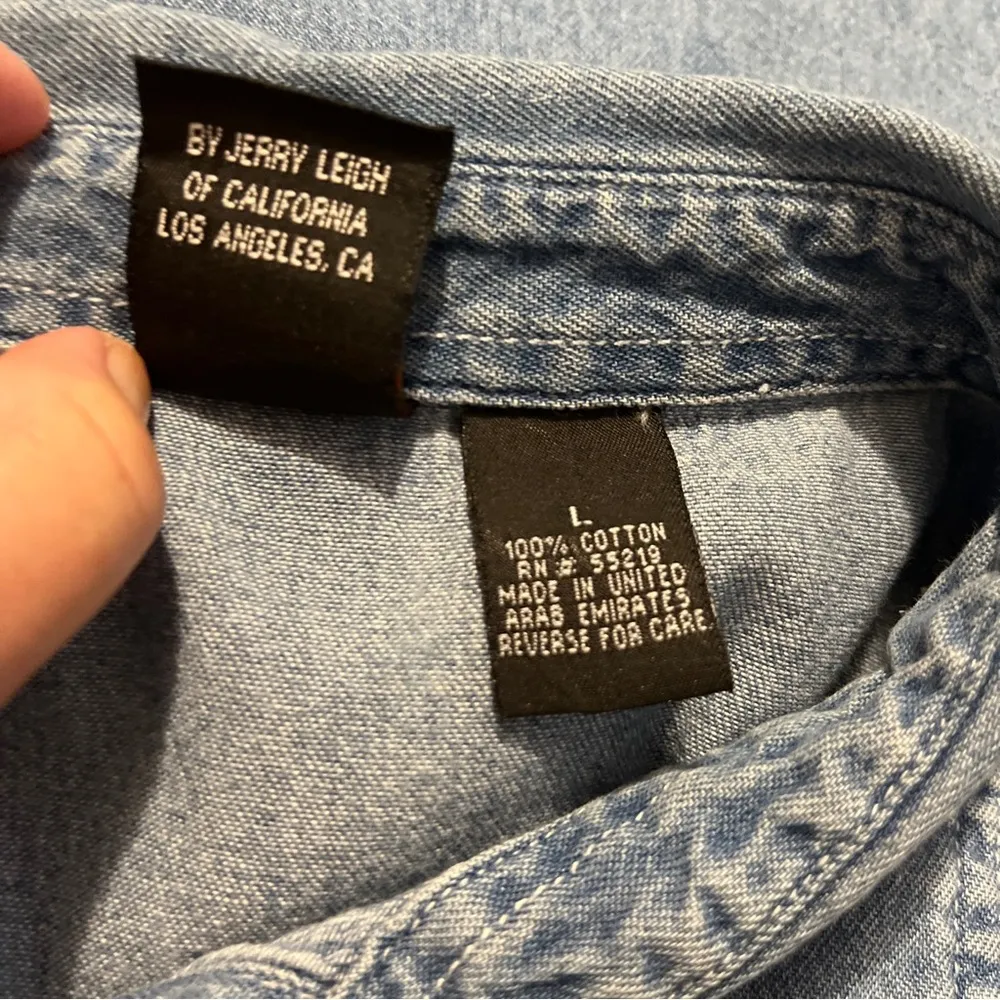 BY JERRY LEIGH
OF CALIFORNIA
LOS ANGELES, CA
L
100% COTTON
RN # 55219
MADE IN UNITED
ARAB EMIRATES
REVERSE FOR CARE